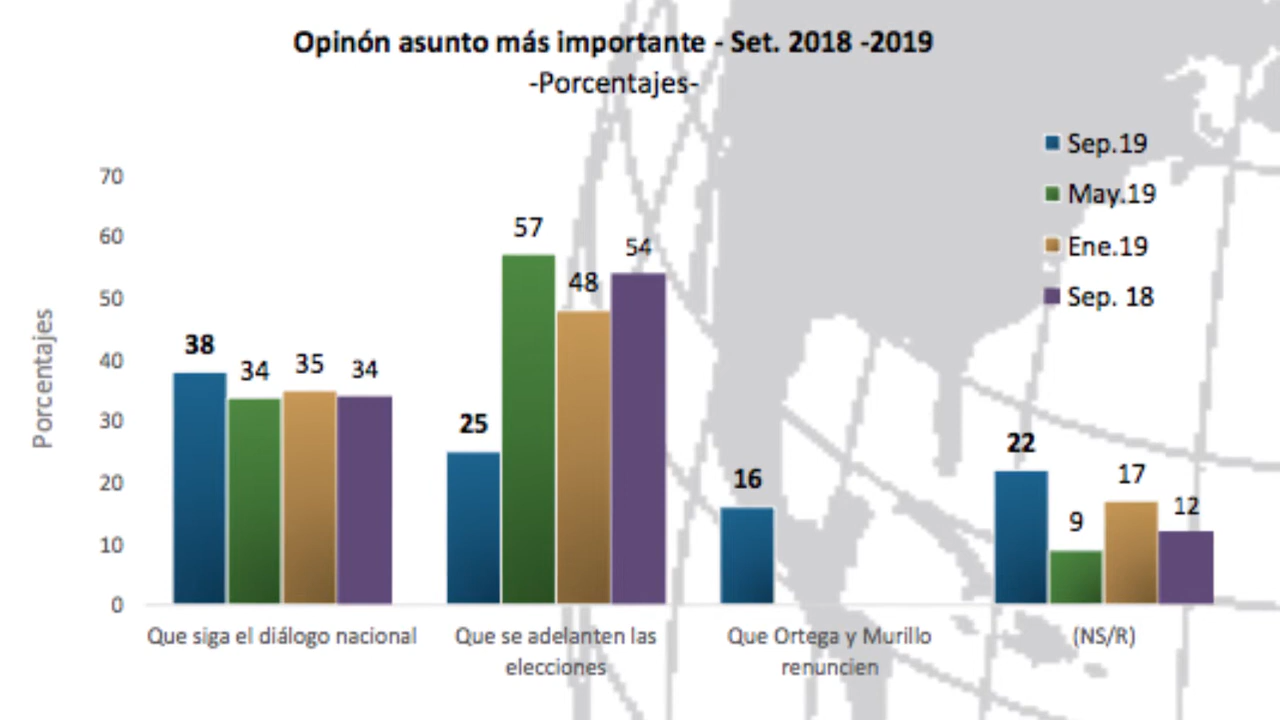 Opinón asunto más importante - Set. 2018 -2019
-Porcentajes-
Sep.19
May.19
Ene.19
Sep. 18
Porcentajes
70
60
50
40
30
20
10
0
38
34
35
34
25
57
48
54
16
22
9
17
12
Que siga el diálogo nacional
Que se adelanten las
elecciones
Que Ortega y Murillo
renuncien
(NS/R)